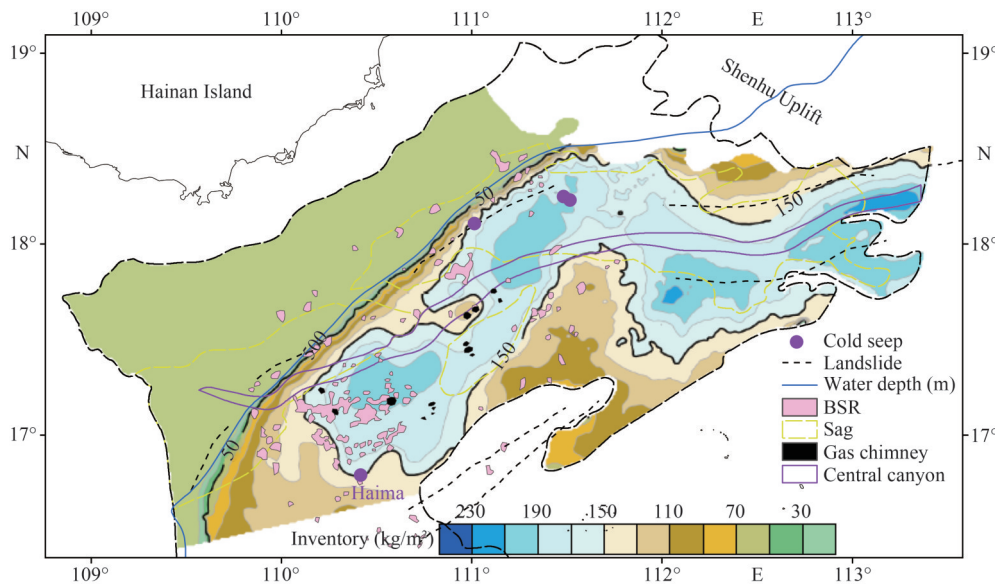 109° 110° 111° 112° E 113°
19° 19°
Hainan Island
Shenhu Uplift
N N
50
150
18° 18°
500
150
Cold seep
Landslide
Water depth (m)
BSR
Sag
Gas chimney
Central canyon
17° 17°
50
Haima
Inventory (kg/m²)
230 190 150 110 70 30
109° 110° 111° 112° E 113°